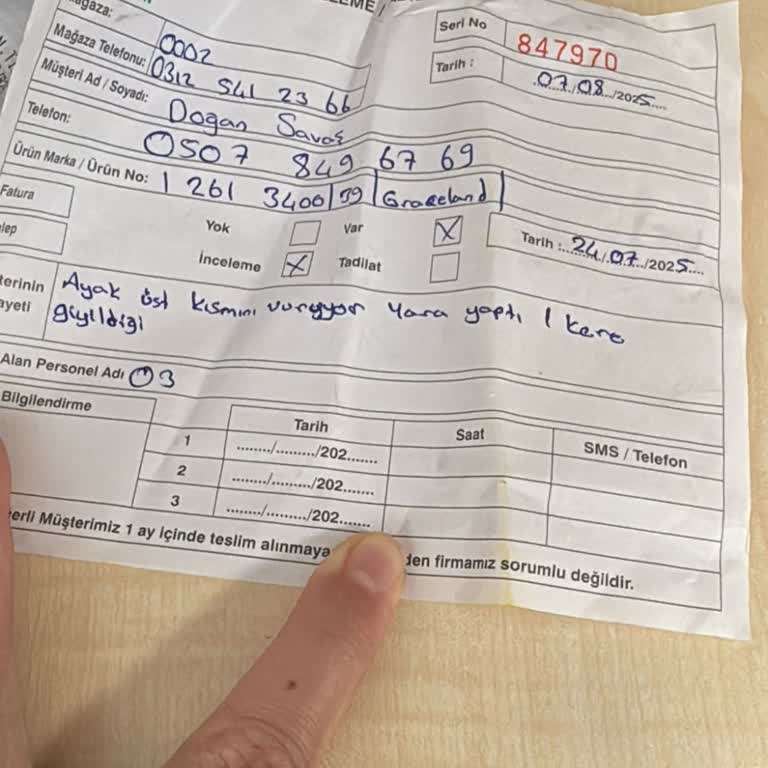 Mağaza: 0002
Seri No 847970
Mağaza Telefonu: 0312 541 23 66
Tarih : 07/08/2025
Müşteri Ad / Soyadı: Dogan Savaş
Telefon: 0507 849 67 69
Ürün Marka / Ürün No: 1 261 3400/39 Graceland
Fatura Yok Var X Tarih : 24/07/2025
İnceleme X Tadilat
Ayak üst kısmını vuruyor yara yaptı 1 kere
giyildiği
Alan Personel Adı 03
Bilgilendirme Tarih Saat SMS / Telefon
1 ......../........./202.......
2 ......../........./202.......
3 ......../........./202.......
Müşterimiz 1 ay içinde teslim firmamız sorumlu değildir.